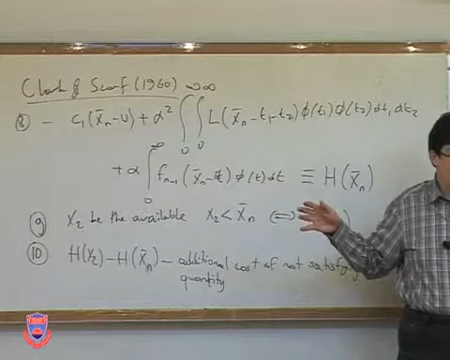 Clark & Scarf (1960)
∞ ∞
⑧ - c₁(x̄ₙ-u) + α² ∫ ∫ L(x̄ₙ-t₁-t₂) φ(t₁) φ(t₂) dt₁ dt₂
0 0
∞
+ α ∫ fₙ₋₁(x̄ₙ-t) φ(t) dt ≡ H(x̄ₙ)
0
⑨ x₂ be the available x₂ < x̄ₙ (⇔
quantity
⑩ H(x₂) - H(x̄ₙ) - additional cost of not satisfying